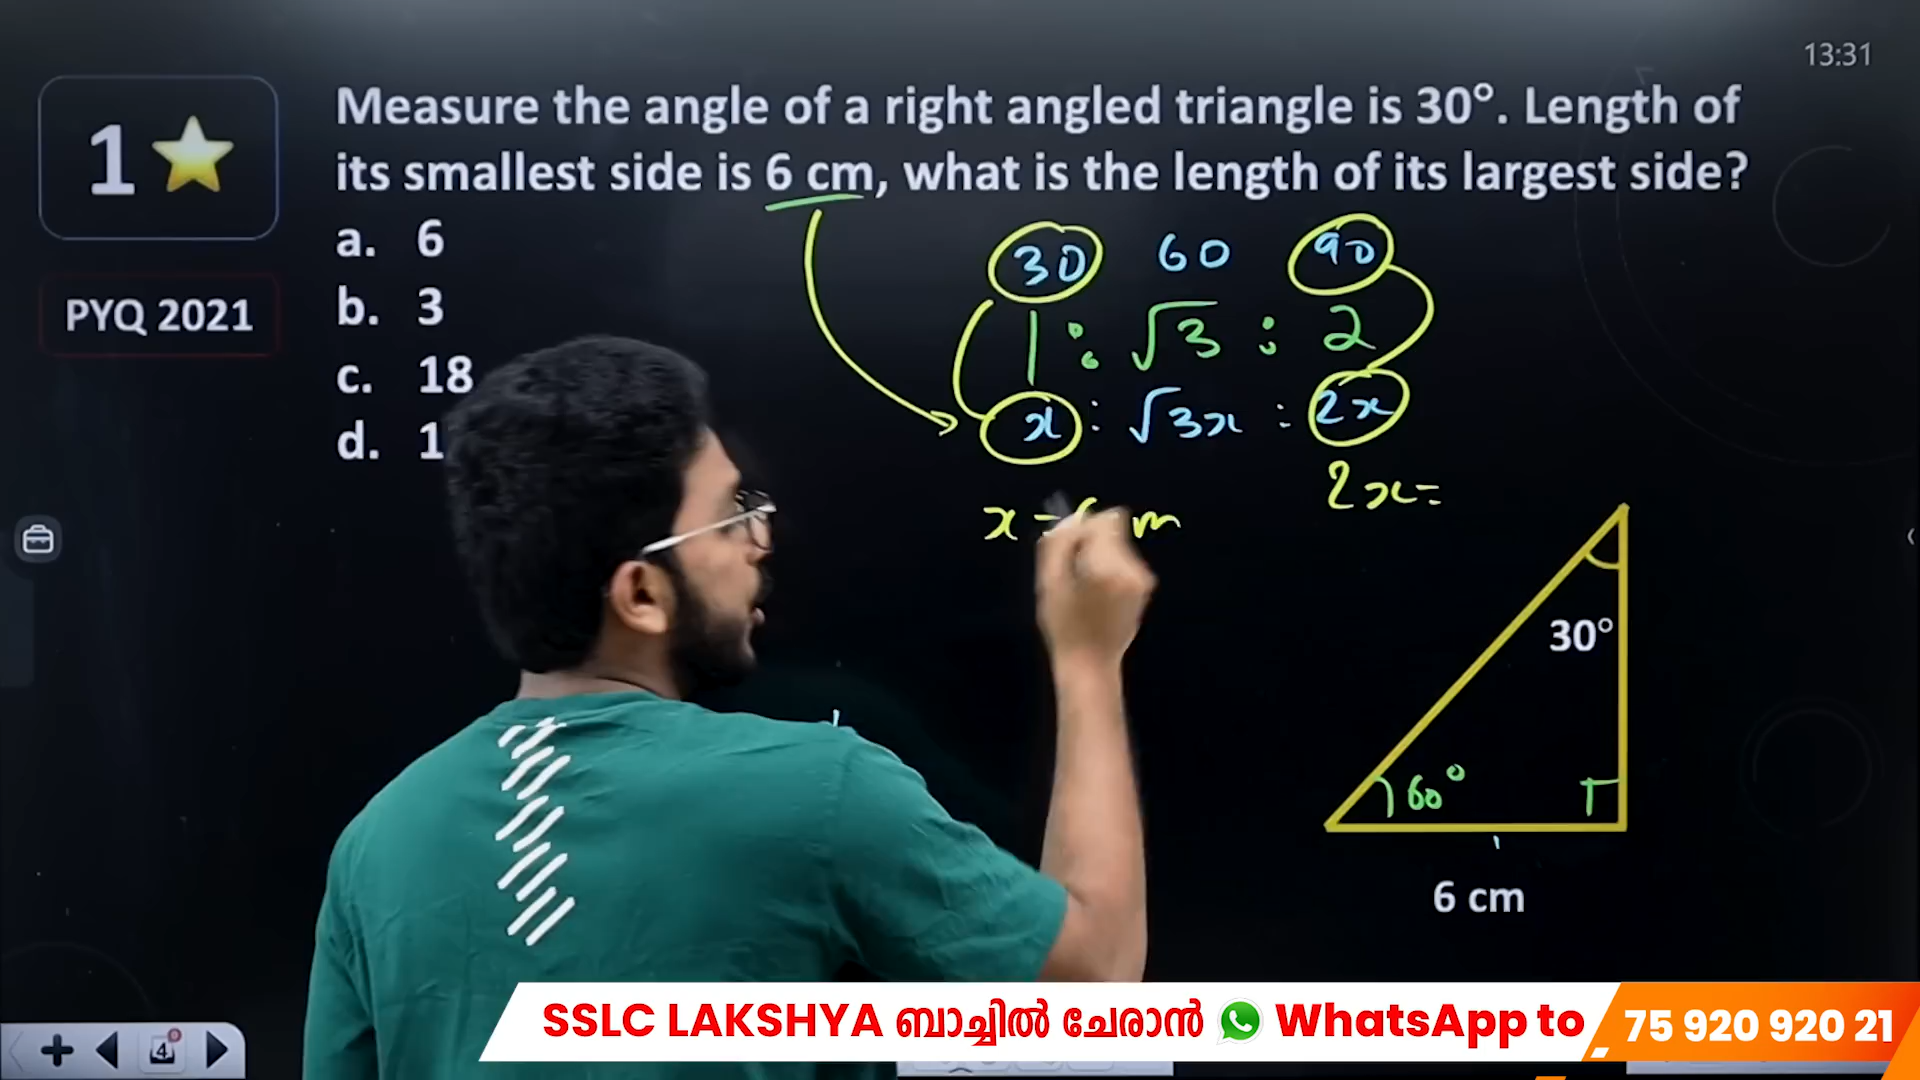 13:31
1
Measure the angle of a right angled triangle is 30°. Length of
its smallest side is 6 cm, what is the length of its largest side?
PYQ 2021
a. 6
b. 3
c. 18
d. 1
30 60 90
1 : √3 : 2
x : √3x : 2x
2x=
30°
60°
6 cm
4
SSLC LAKSHYA ബാച്ചിൽ ചേരാൻ WhatsApp to 75 920 920 21